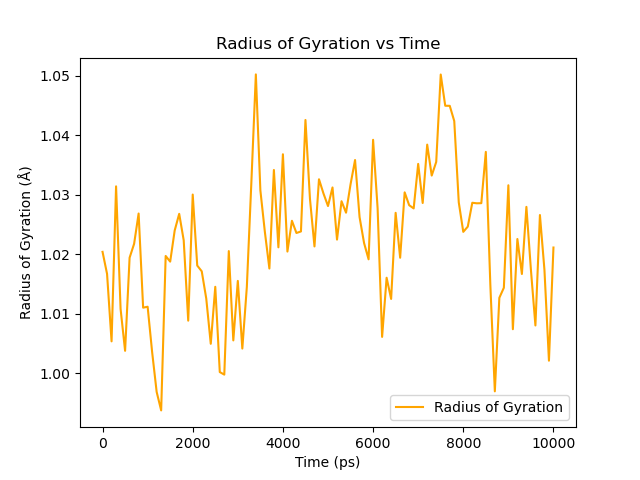 Radius of Gyration vs Time
Radius of Gyration (Å)
1.05
1.04
1.03
1.02
1.01
1.00
Radius of Gyration
0 2000 4000 6000 8000 10000
Time (ps)